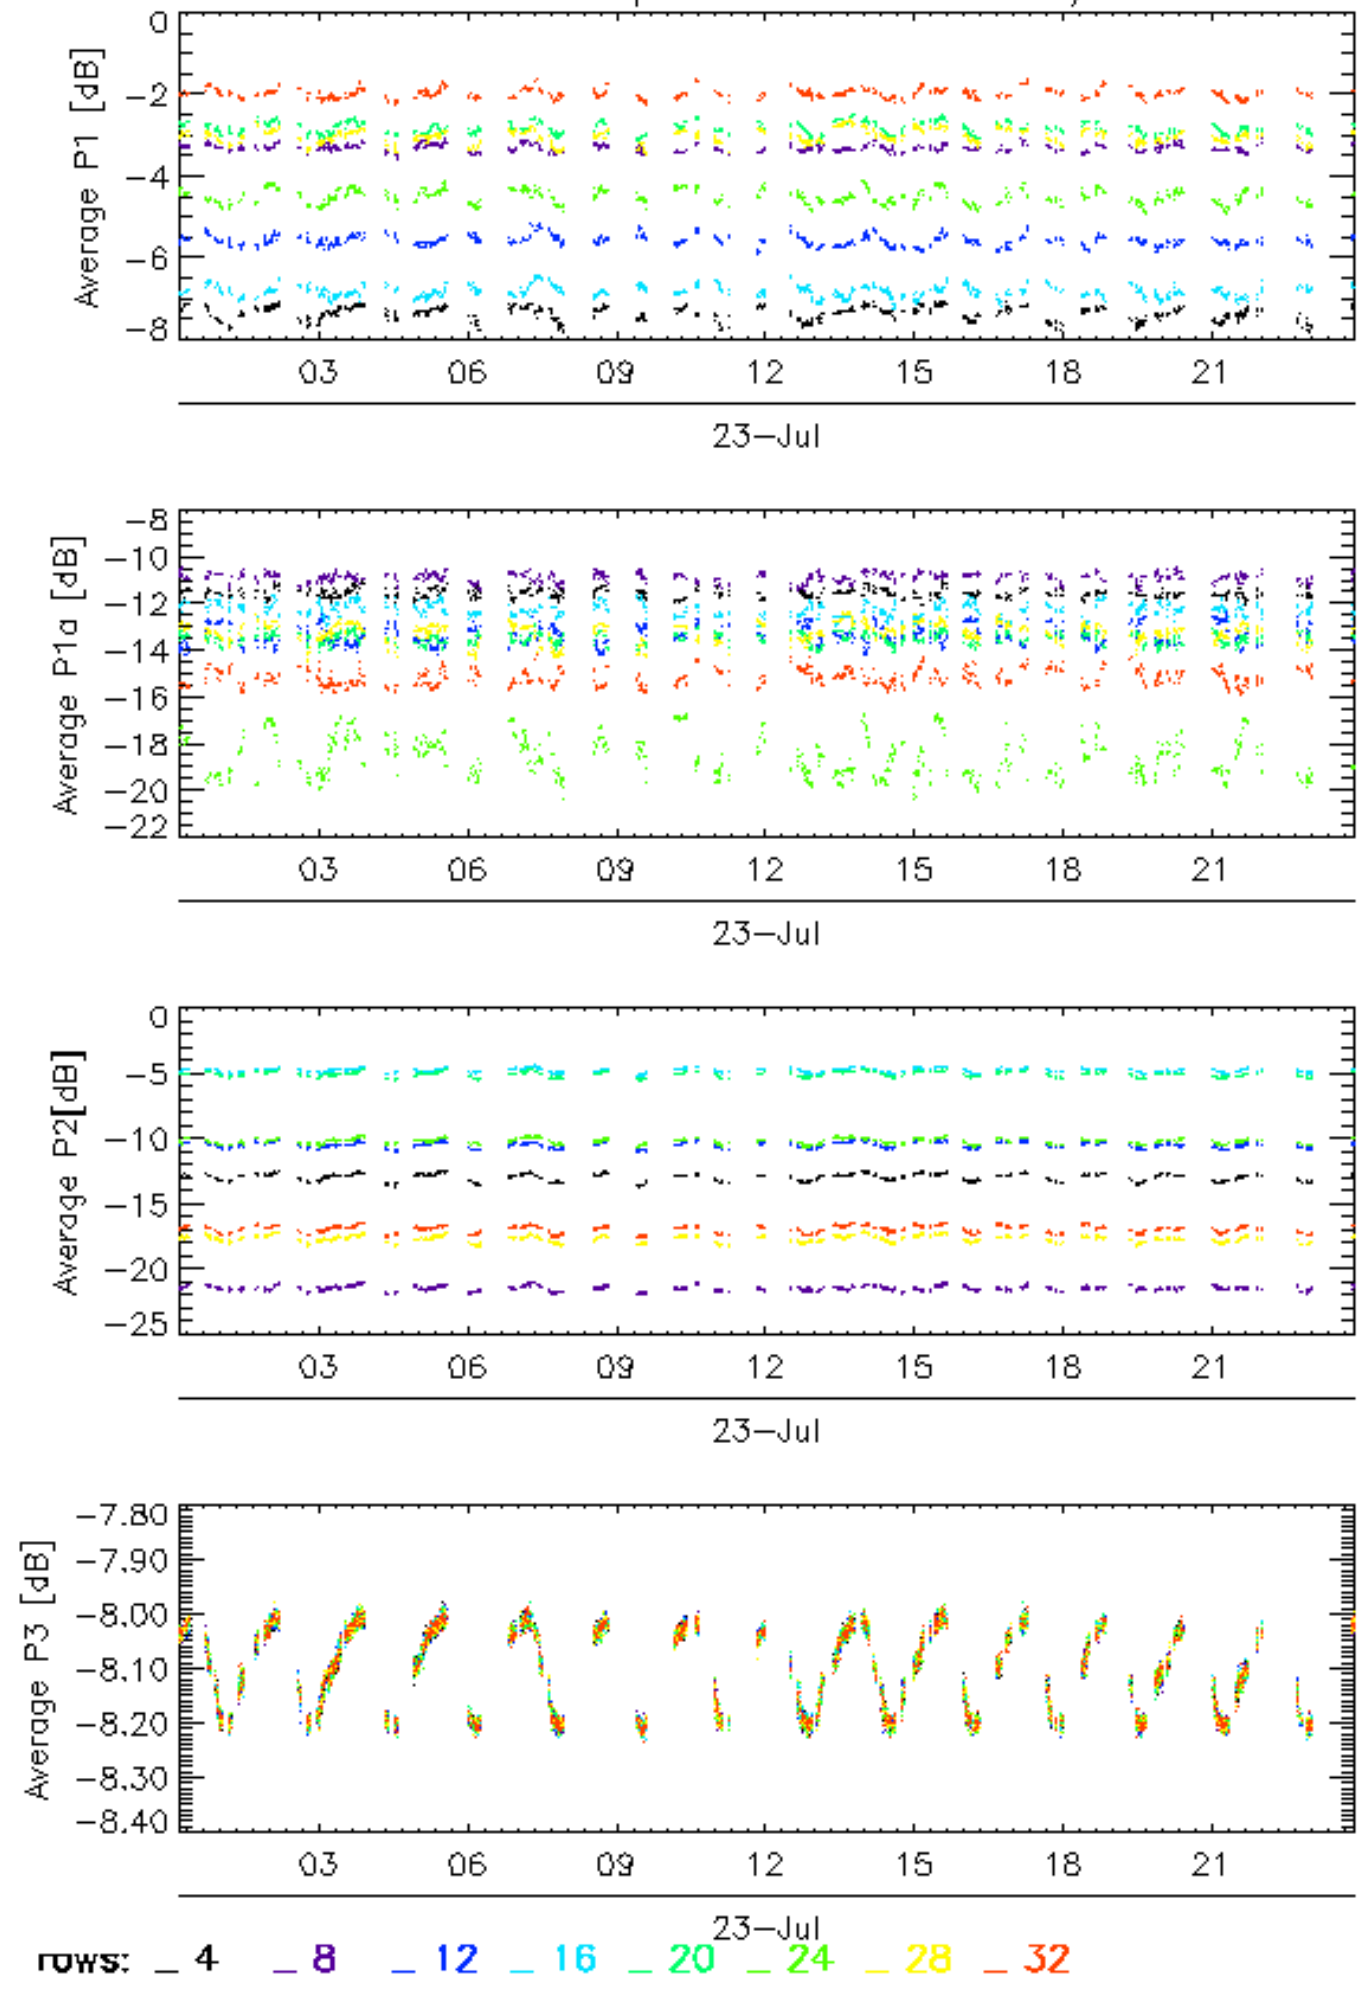 Average P1 [dB]
0
−2
−4
−6
−8
03 06 09 12 15 18 21
23−Jul
Average P1a [dB]
−8
−10
−12
−14
−16
−18
−20
−22
03 06 09 12 15 18 21
23−Jul
Average P2[dB]
0
−5
−10
−15
−20
−25
03 06 09 12 15 18 21
23−Jul
Average P3 [dB]
−7.80
−7.90
−8.00
−8.10
−8.20
−8.30
−8.40
03 06 09 12 15 18 21
23−Jul
rows: _ 4 _ 8 _ 12 _ 16 _ 20 _ 24 _ 28 _ 32